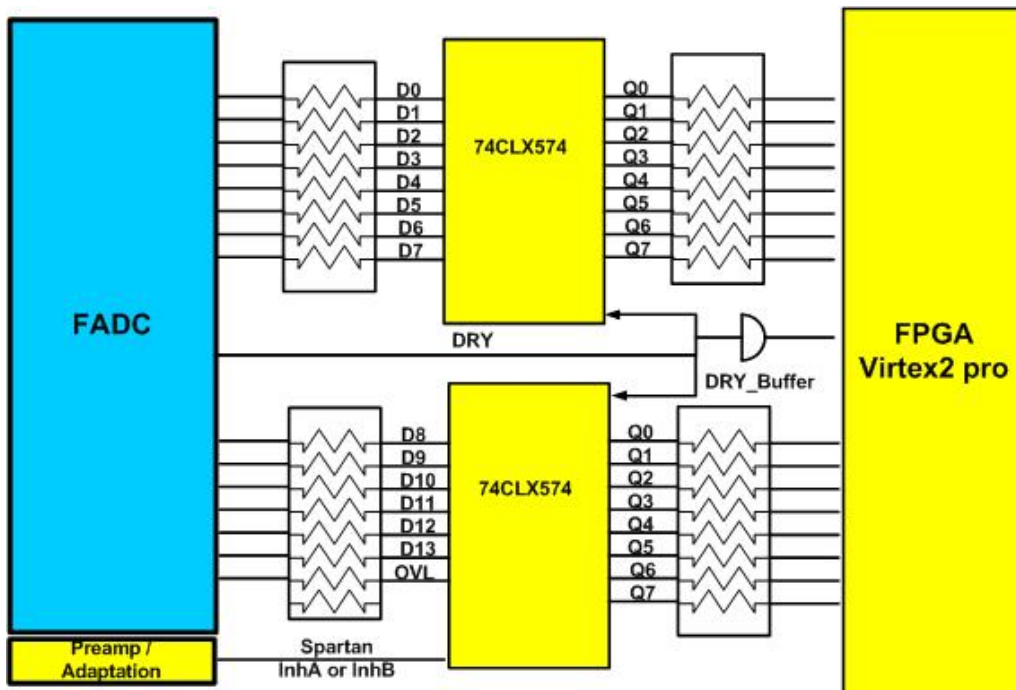 D0
D1
D2
D3
D4
D5
D6
D7
74CLX574
Q0
Q1
Q2
Q3
Q4
Q5
Q6
Q7
FADC
DRY
DRY_Buffer
FPGA
Virtex2 pro
D8
D9
D10
D11
D12
D13
OVL
74CLX574
Q0
Q1
Q2
Q3
Q4
Q5
Q6
Q7
Preamp /
Adaptation
Spartan
InhA or InhB